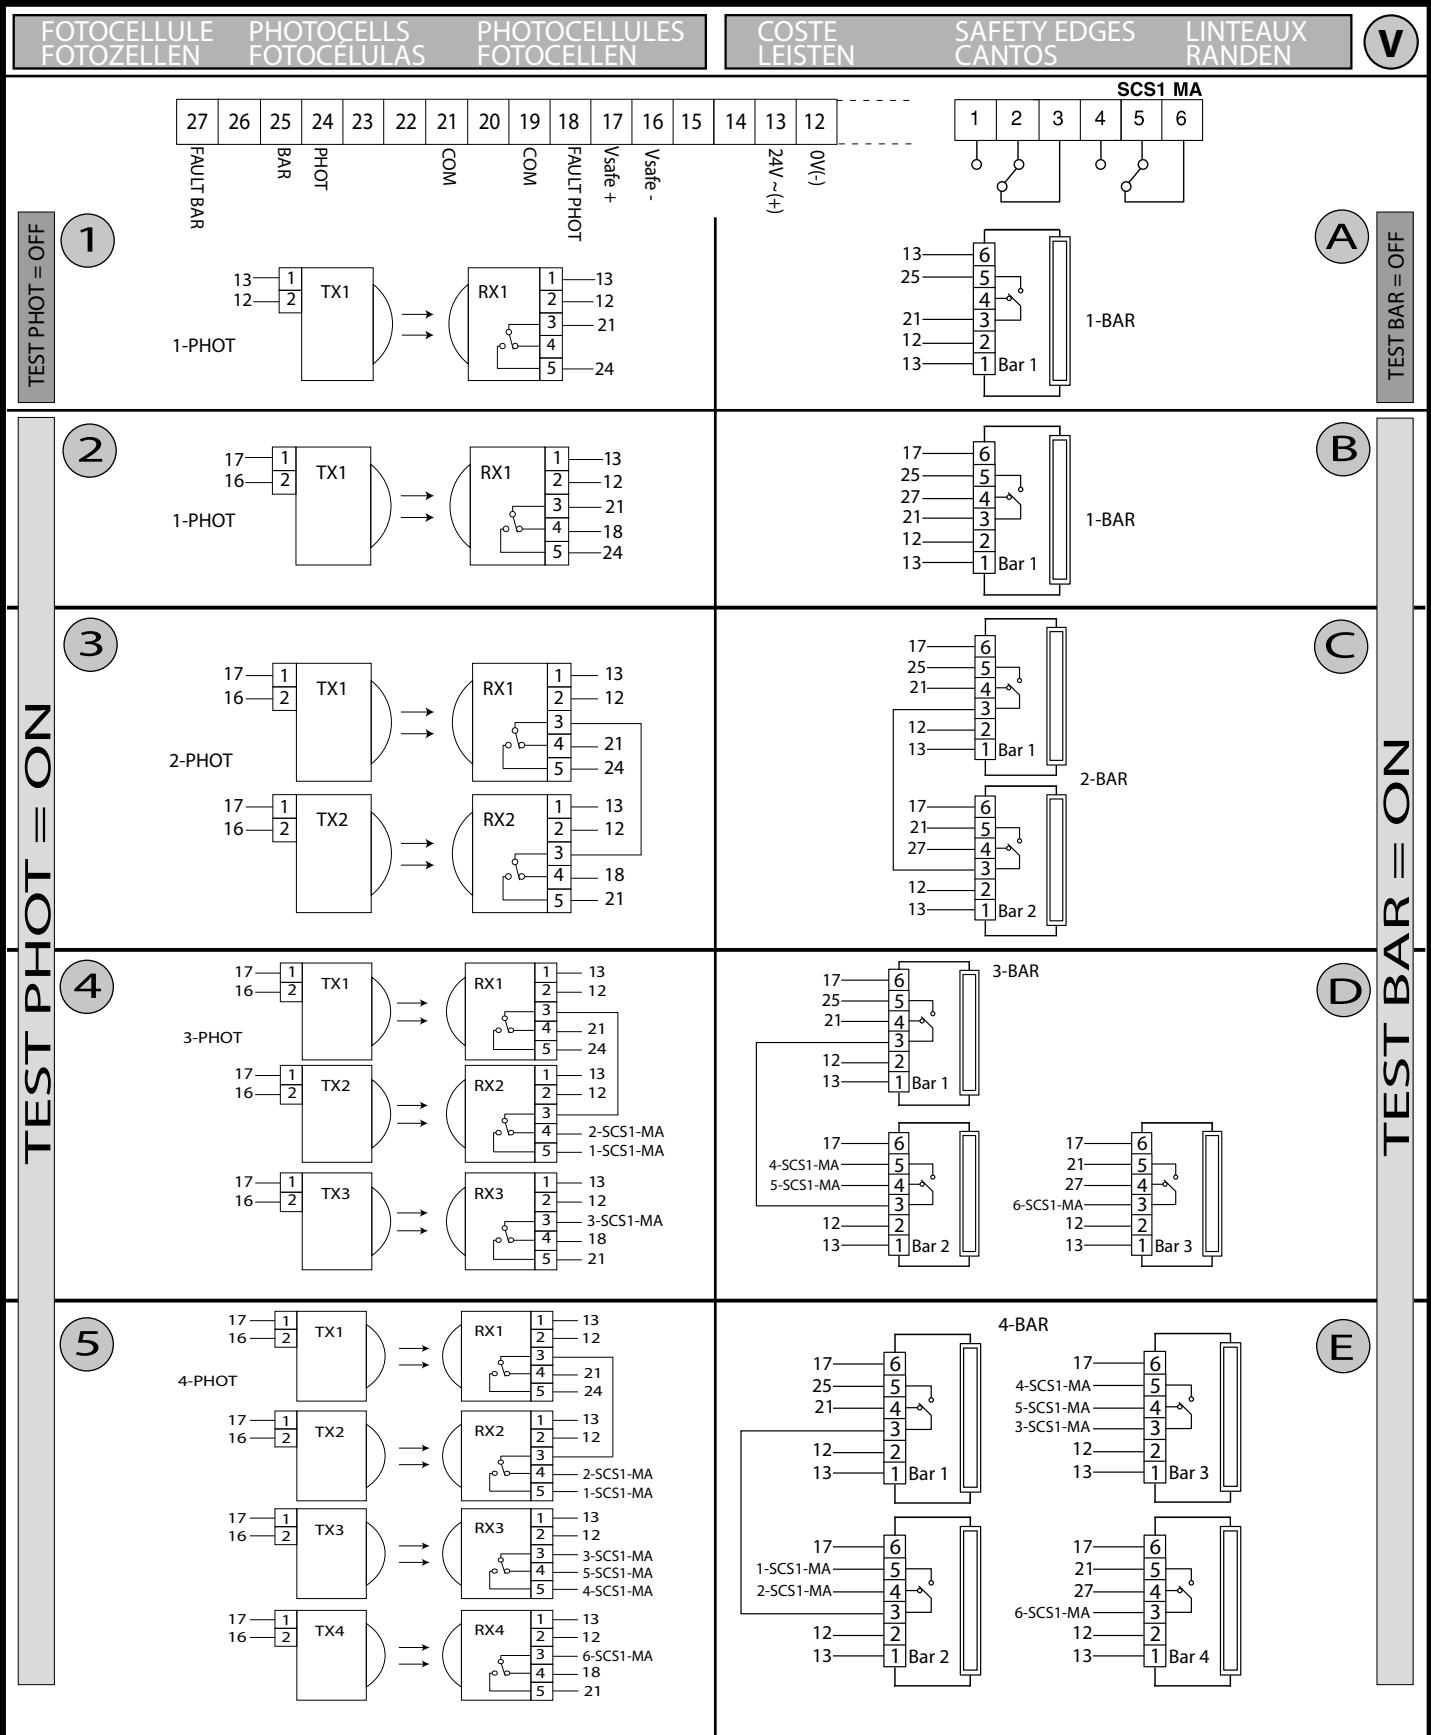 FOTOCELLULE PHOTOCELLS PHOTOCELLULES
FOTOZELLEN FOTOCÉLULAS FOTOCELLEN
COSTE SAFETY EDGES LINTEAUX
LEISTEN CANTOS RANDEN
V
27 26 25 24 23 22 21 20 19 18 17 16 15 14 13 12
FAULT BAR
BAR
PHOT
COM
COM
FAULT PHOT
Vsafe +
Vsafe -
24V ~(+)
0V(-)
SCS1 MA
1 2 3 4 5 6
TEST PHOT = OFF
1
1-PHOT
13 1 TX1
12 2
RX1 1 13
2 12
3 21
4
5 24
A
TEST BAR = OFF
13 6
25 5
4
21 3
12 2
13 1 Bar 1
1-BAR
TEST PHOT = ON
2
1-PHOT
17 1 TX1
16 2
RX1 1 13
2 12
3 21
4 18
5 24
B
TEST BAR = ON
17 6
25 5
27 4
21 3
12 2
13 1 Bar 1
1-BAR
3
2-PHOT
17 1 TX1
16 2
RX1 1 13
2 12
3
4 21
5 24
17 1 TX2
16 2
RX2 1 13
2 12
3
4 18
5 21
C
2-BAR
17 6
25 5
21 4
3
12 2
13 1 Bar 1
17 6
21 5
27 4
3
12 2
13 1 Bar 2
4
3-PHOT
17 1 TX1
16 2
RX1 1 13
2 12
3
4 21
5 24
17 1 TX2
16 2
RX2 1 13
2 12
3
4 2-SCS1-MA
5 1-SCS1-MA
17 1 TX3
16 2
RX3 1 13
2 12
3 3-SCS1-MA
4 18
5 21
D
3-BAR
17 6
25 5
21 4
3
12 2
13 1 Bar 1
17 6
4-SCS1-MA 5
5-SCS1-MA 4
3
12 2
13 1 Bar 2
17 6
21 5
27 4
6-SCS1-MA 3
12 2
13 1 Bar 3
5
4-PHOT
17 1 TX1
16 2
RX1 1 13
2 12
3
4 21
5 24
17 1 TX2
16 2
RX2 1 13
2 12
3
4 2-SCS1-MA
5 1-SCS1-MA
17 1 TX3
16 2
RX3 1 13
2 12
3 3-SCS1-MA
4 5-SCS1-MA
5 4-SCS1-MA
17 1 TX4
16 2
RX4 1 13
2 12
3 6-SCS1-MA
4 18
5 21
E
4-BAR
17 6
25 5
21 4
3
12 2
13 1 Bar 1
17 6
1-SCS1-MA 5
2-SCS1-MA 4
3
12 2
13 1 Bar 2
17 6
4-SCS1-MA 5
5-SCS1-MA 4
3-SCS1-MA 3
12 2
13 1 Bar 3
17 6
21 5
27 4
6-SCS1-MA 3
12 2
13 1 Bar 4